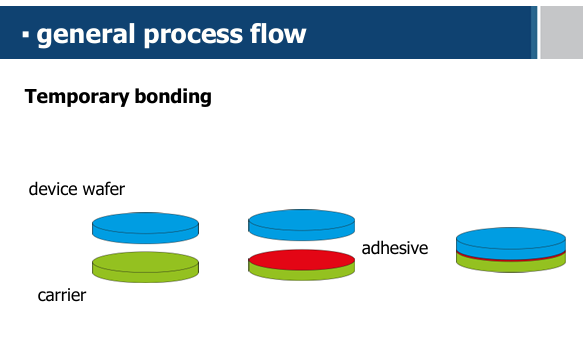 ▪ general process flow
Temporary bonding
device wafer
adhesive
carrier